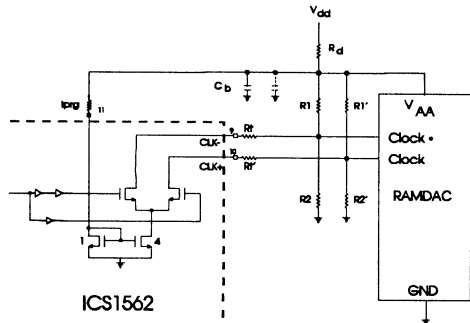 Vdd
Rd
Iprg
11
Cb
R1
R1'
VAA
CLK-
9
Rt
Clock *
CLK+
10
Rt'
Clock
R2
R2'
RAMDAC
1
4
GND
ICS1562